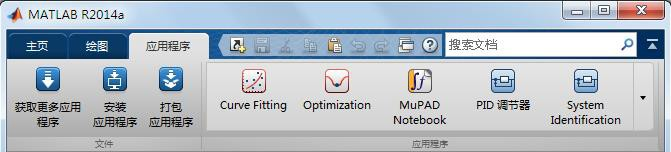 MATLAB R2014a
主页
绘图
应用程序
搜索文档
获取更多应用
程序
安装
应用程序
打包
应用程序
Curve Fitting
Optimization
MuPAD
Notebook
PID 调节器
System
Identification
文件
应用程序